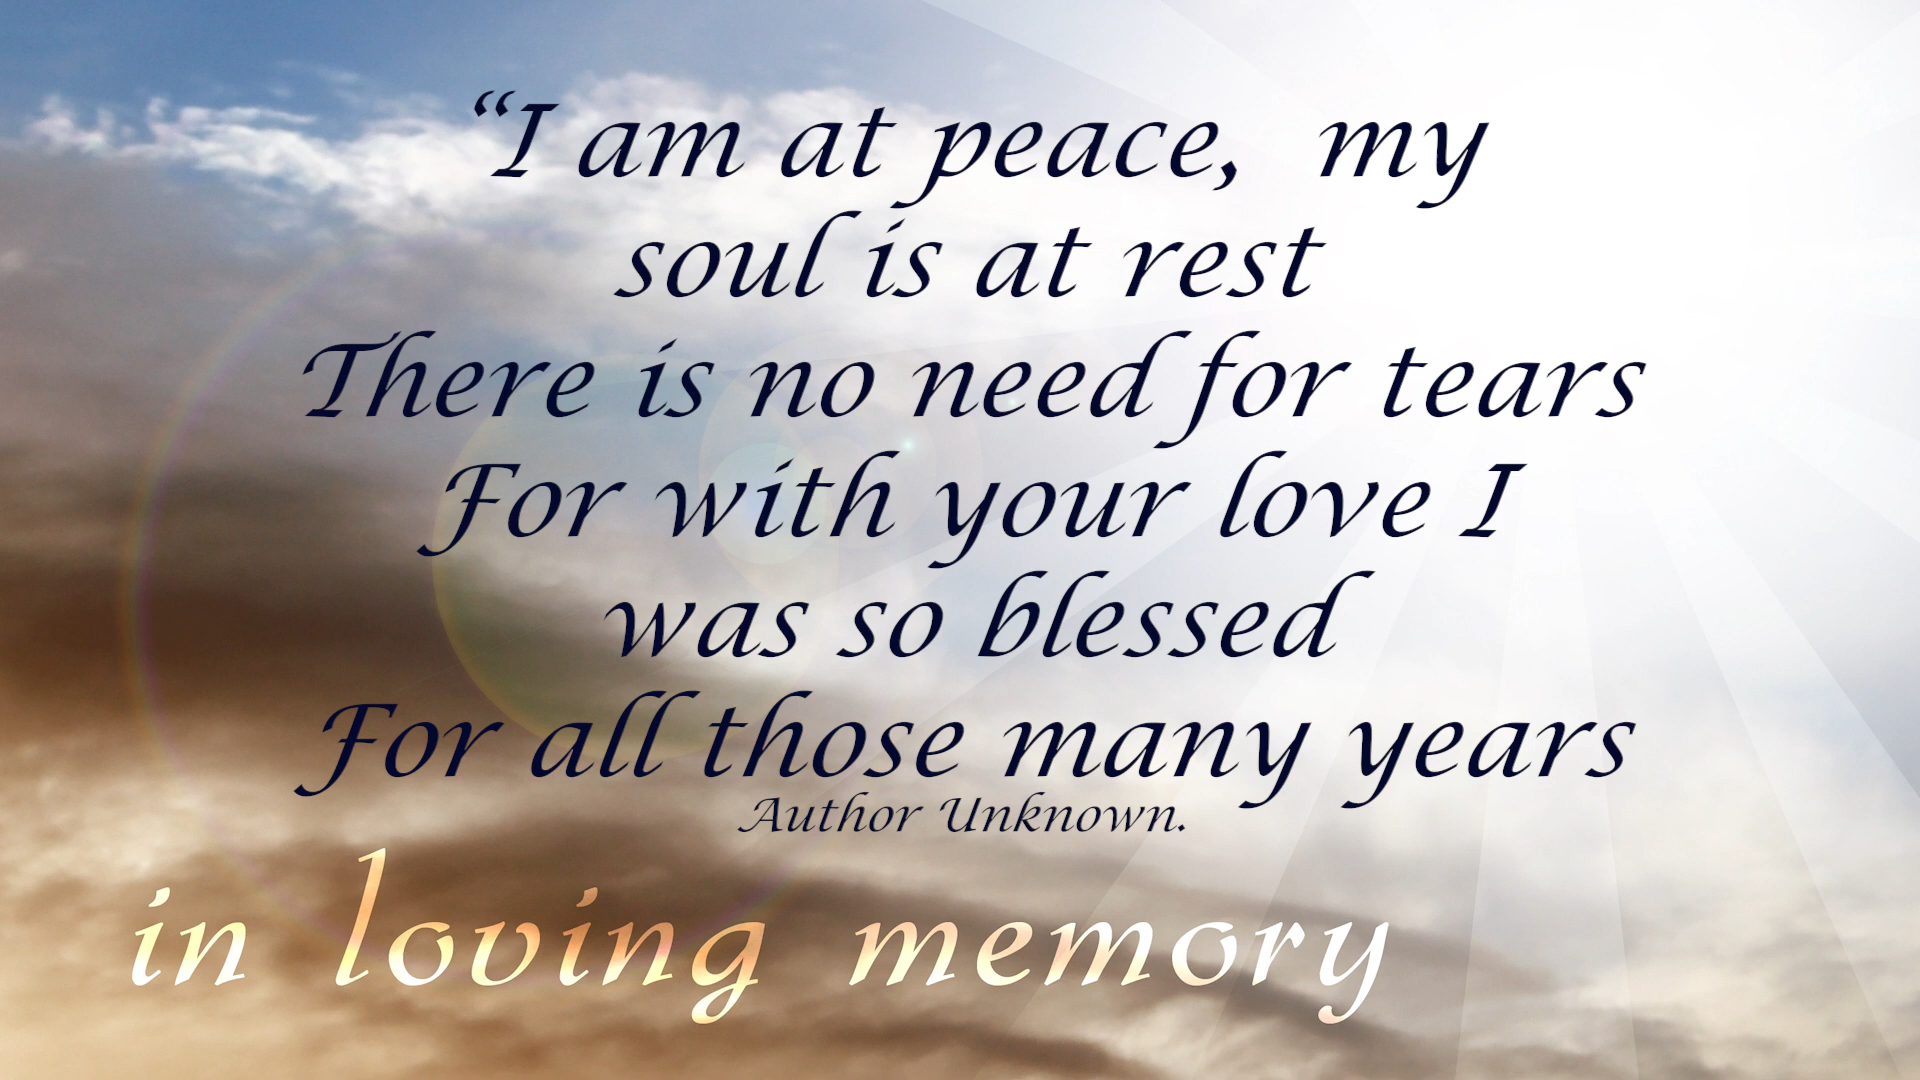 “I am at peace, my
soul is at rest
There is no need for tears
For with your love I
was so blessed
For all those many years
Author Unknown.
in loving memory